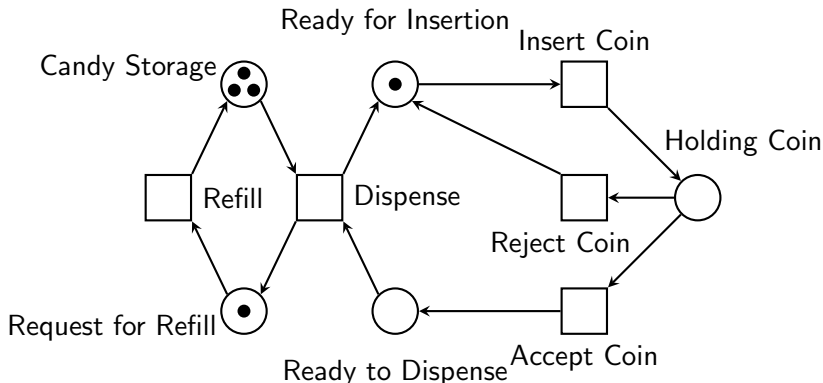 Ready for Insertion
Insert Coin
Candy Storage
Holding Coin
Refill
Dispense
Reject Coin
Request for Refill
Ready to Dispense
Accept Coin